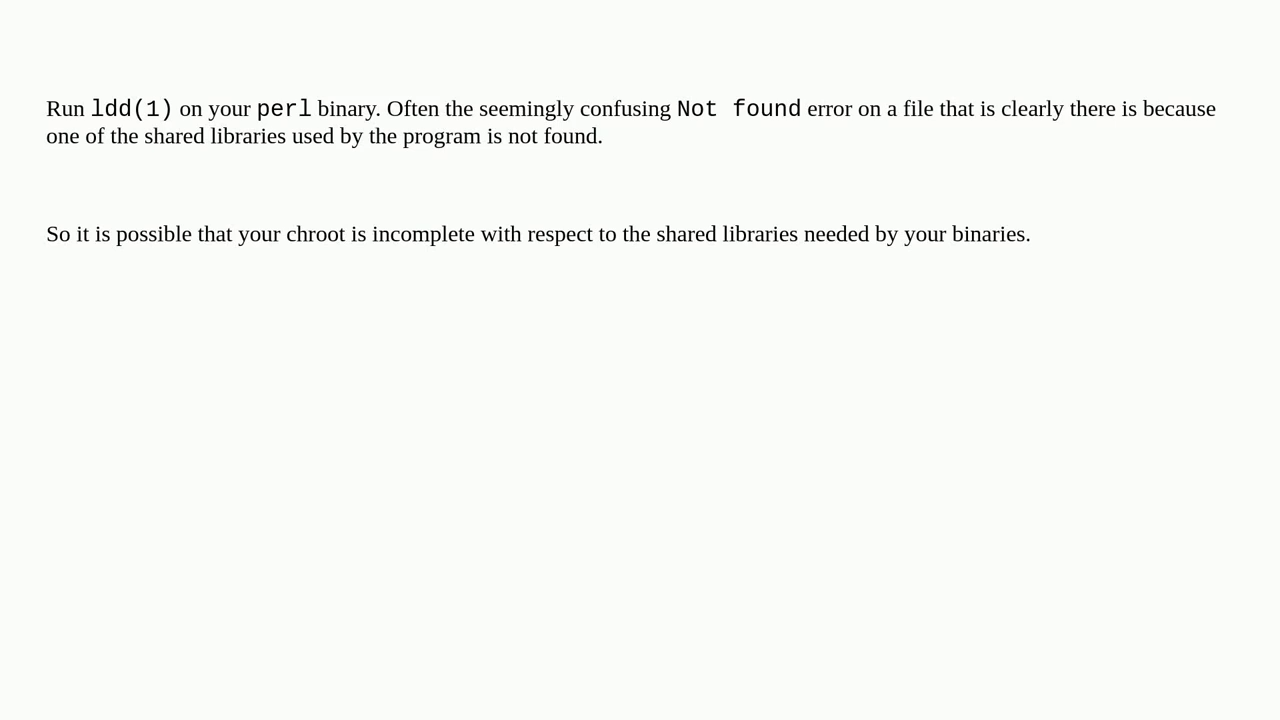 Run ldd(1) on your perl binary. Often the seemingly confusing Not found error on a file that is clearly there is because
one of the shared libraries used by the program is not found.
So it is possible that your chroot is incomplete with respect to the shared libraries needed by your binaries.